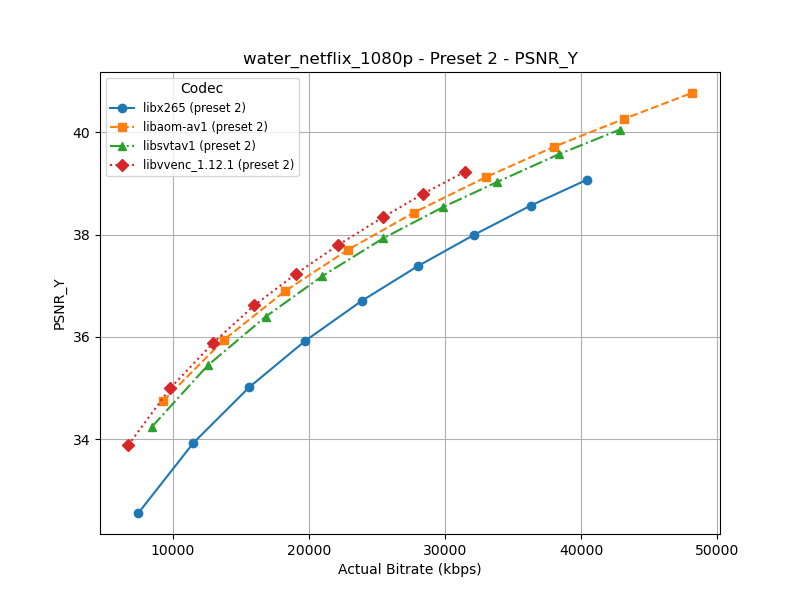 water_netflix_1080p - Preset 2 - PSNR_Y
Codec
libx265 (preset 2)
libaom-av1 (preset 2)
libsvtav1 (preset 2)
libvvenc_1.12.1 (preset 2)
PSNR_Y
40
38
36
34
10000 20000 30000 40000 50000
Actual Bitrate (kbps)